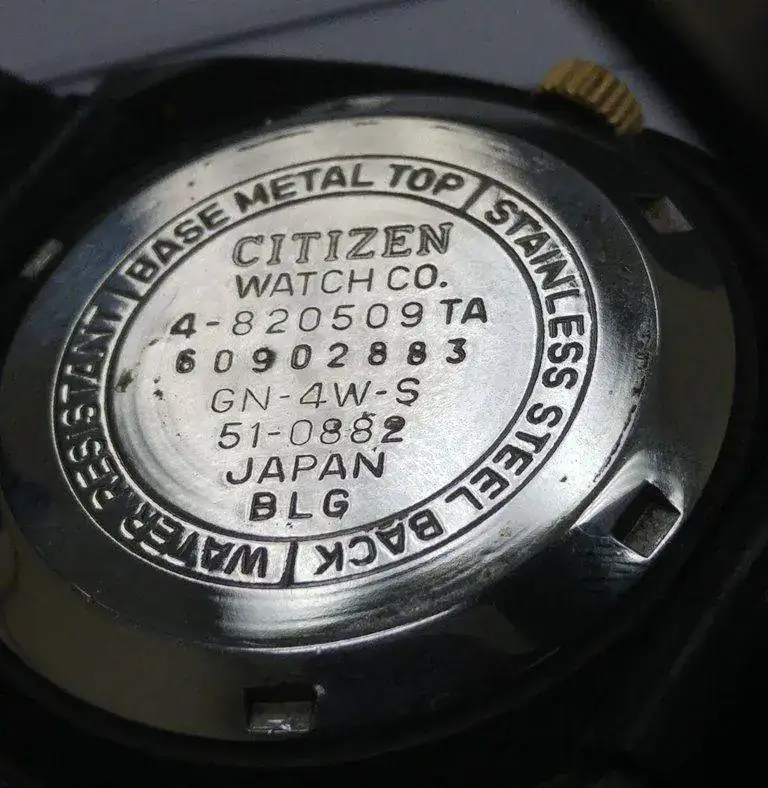 BASE METAL TOP | STAINLESS STEEL BACK | WATER RESISTANT |
CITIZEN
WATCH CO.
4-820509 TA
60902883
GN-4W-S
51-0882
JAPAN
BLG